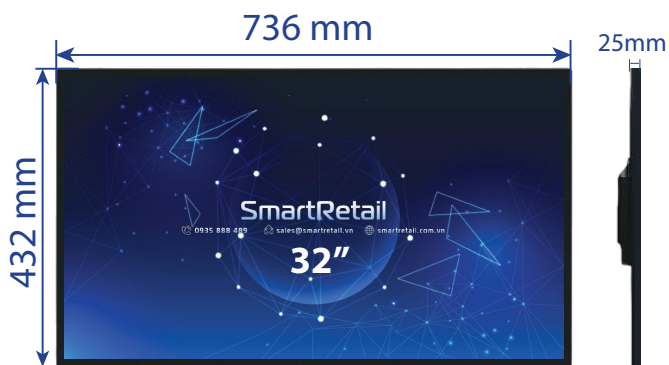 736 mm
25mm
432 mm
SmartRetail
0935 888 489 sales@smartretail.vn smartretail.com.vn
32"